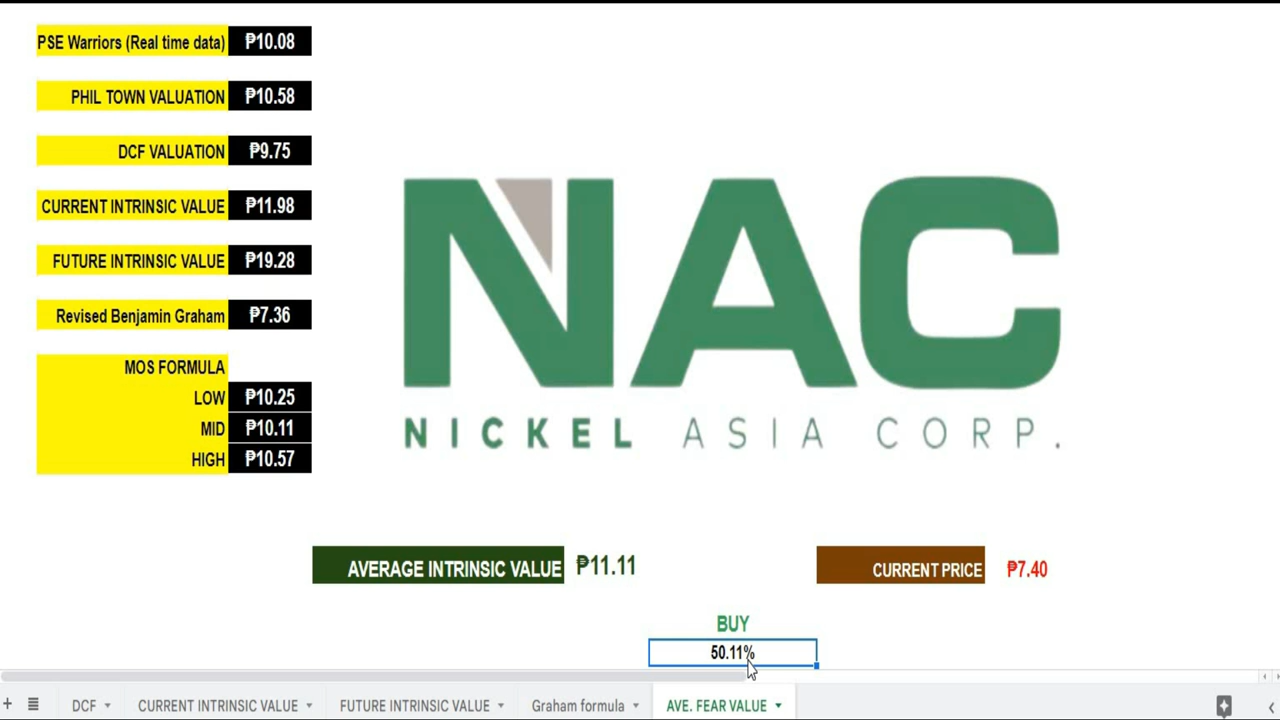 PSE Warriors (Real time data) ₱10.08
PHIL TOWN VALUATION ₱10.58
DCF VALUATION ₱9.75
CURRENT INTRINSIC VALUE ₱11.98
FUTURE INTRINSIC VALUE ₱19.28
Revised Benjamin Graham ₱7.36
MOS FORMULA
LOW ₱10.25
MID ₱10.11
HIGH ₱10.57
NAC
NICKEL ASIA CORP.
AVERAGE INTRINSIC VALUE ₱11.11
CURRENT PRICE ₱7.40
BUY
50.11%
DCF CURRENT INTRINSIC VALUE FUTURE INTRINSIC VALUE Graham formula AVE. FEAR VALUE